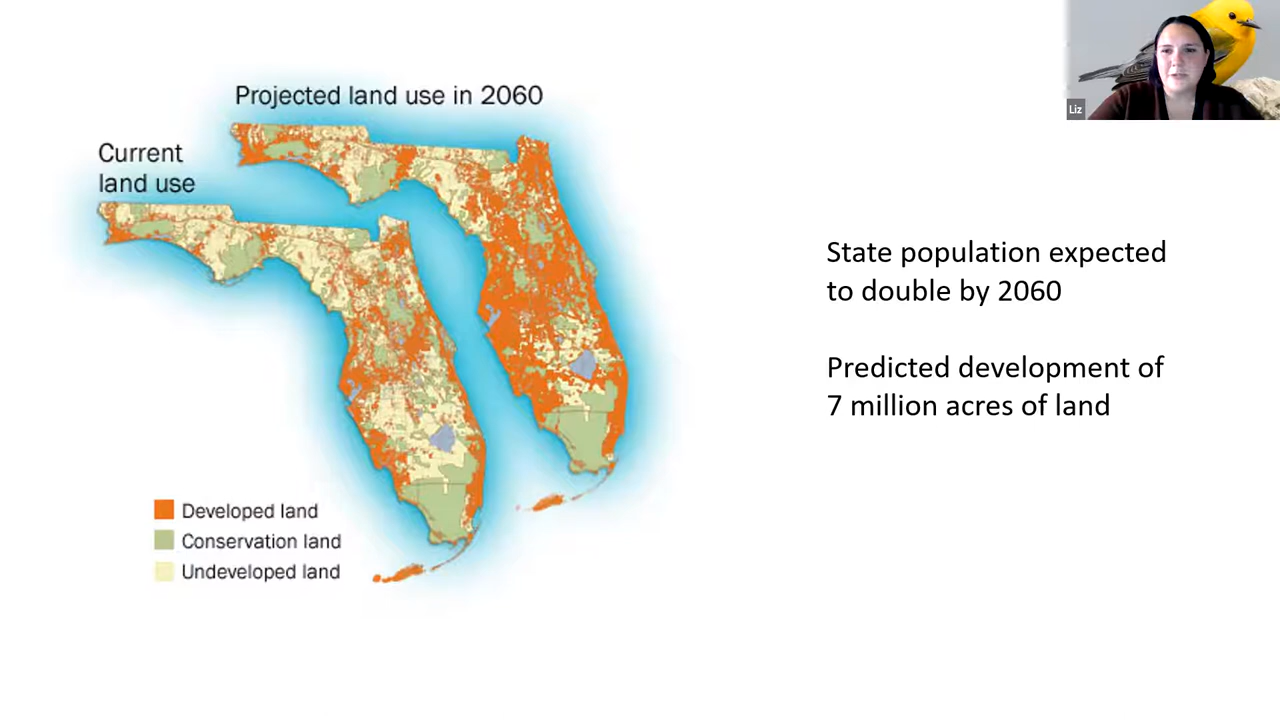 Projected land use in 2060
Current
land use
Developed land
Conservation land
Undeveloped land
State population expected
to double by 2060
Predicted development of
7 million acres of land
Liz